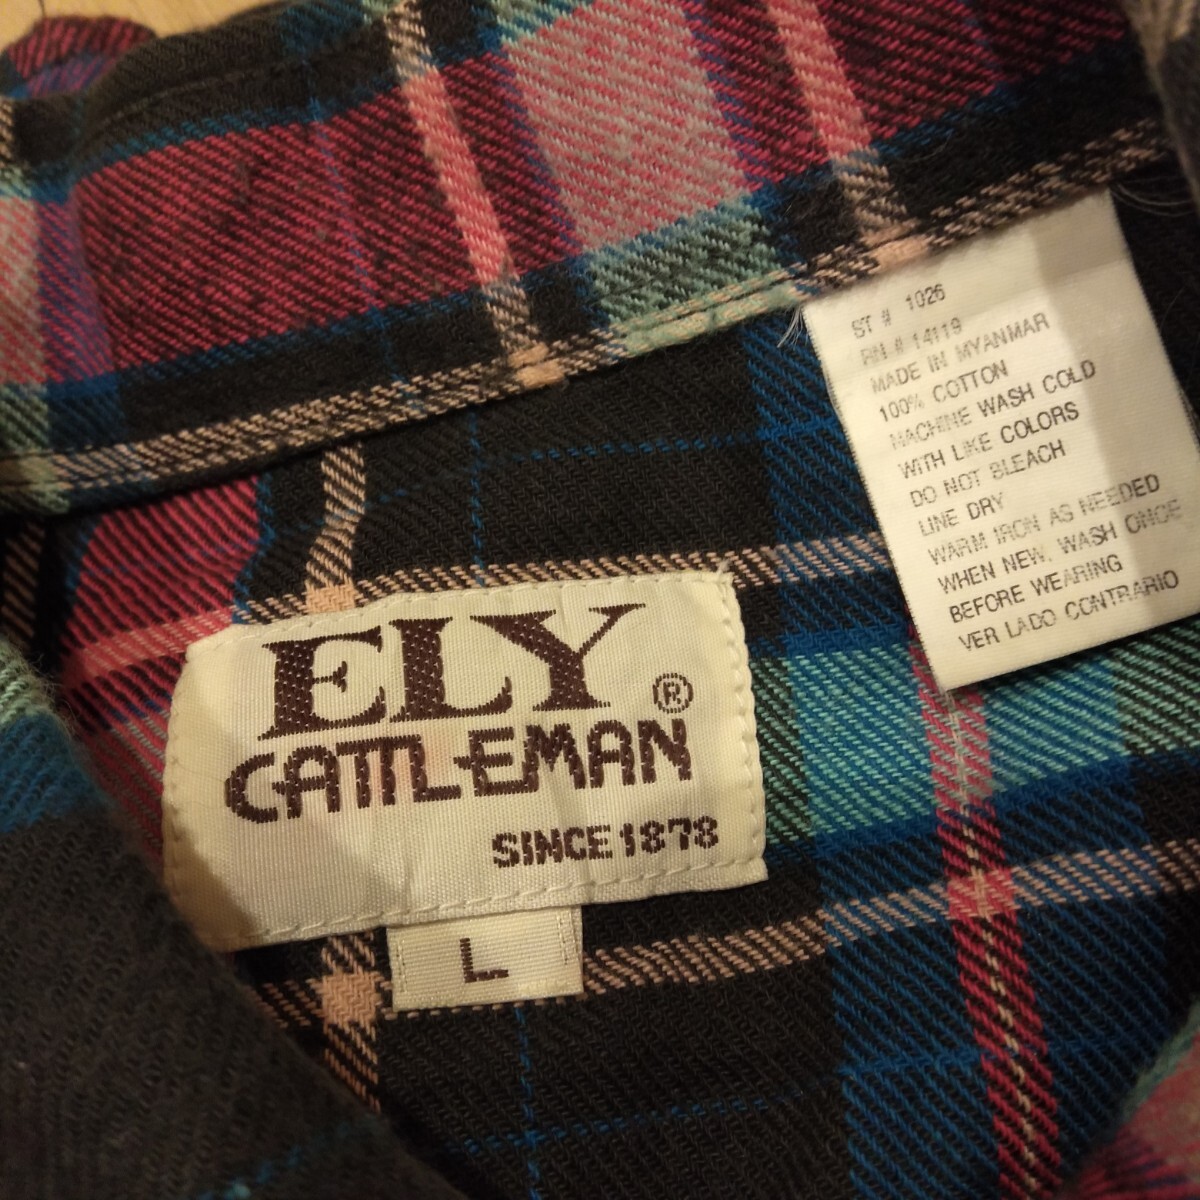 ELY ®
CATTLEMAN
SINCE 1878
L
ST # 1026
RN # 14119
MADE IN MYANMAR
100% COTTON
MACHINE WASH COLD
WITH LIKE COLORS
DO NOT BLEACH
LINE DRY
WARM IRON AS NEEDED
WHEN NEW, WASH ONCE
BEFORE WEARING
VER LADO CONTRARIO